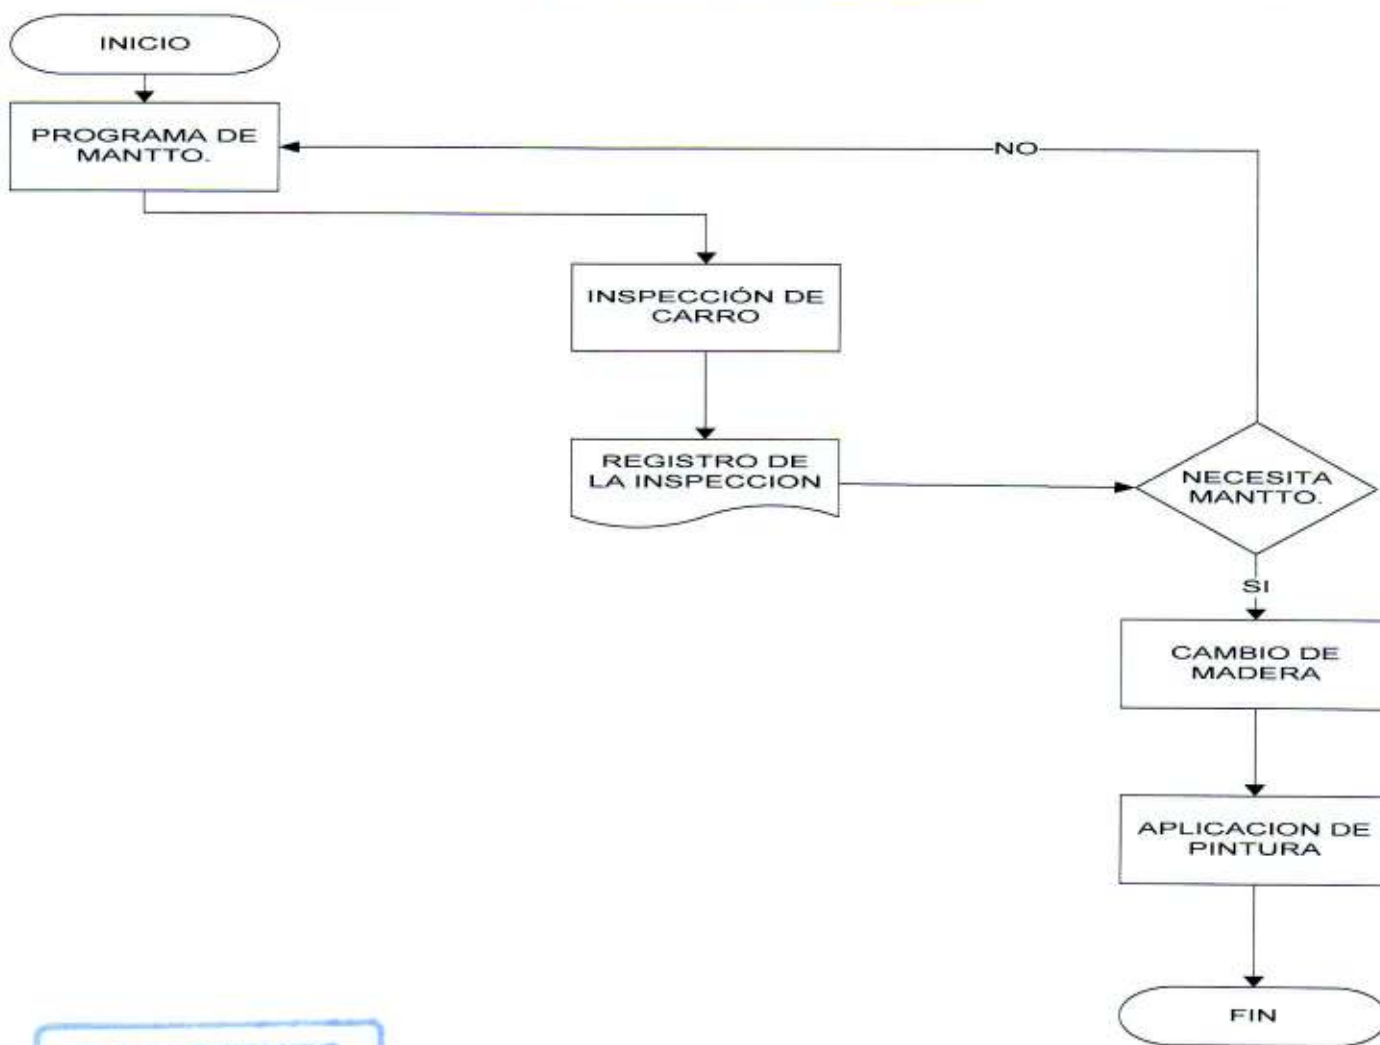 INICIO
PROGRAMA DE
MANTTO.
NO
INSPECCIÓN DE
CARRO
REGISTRO DE
LA INSPECCION
NECESITA
MANTTO.
SI
CAMBIO DE
MADERA
APLICACION DE
PINTURA
FIN